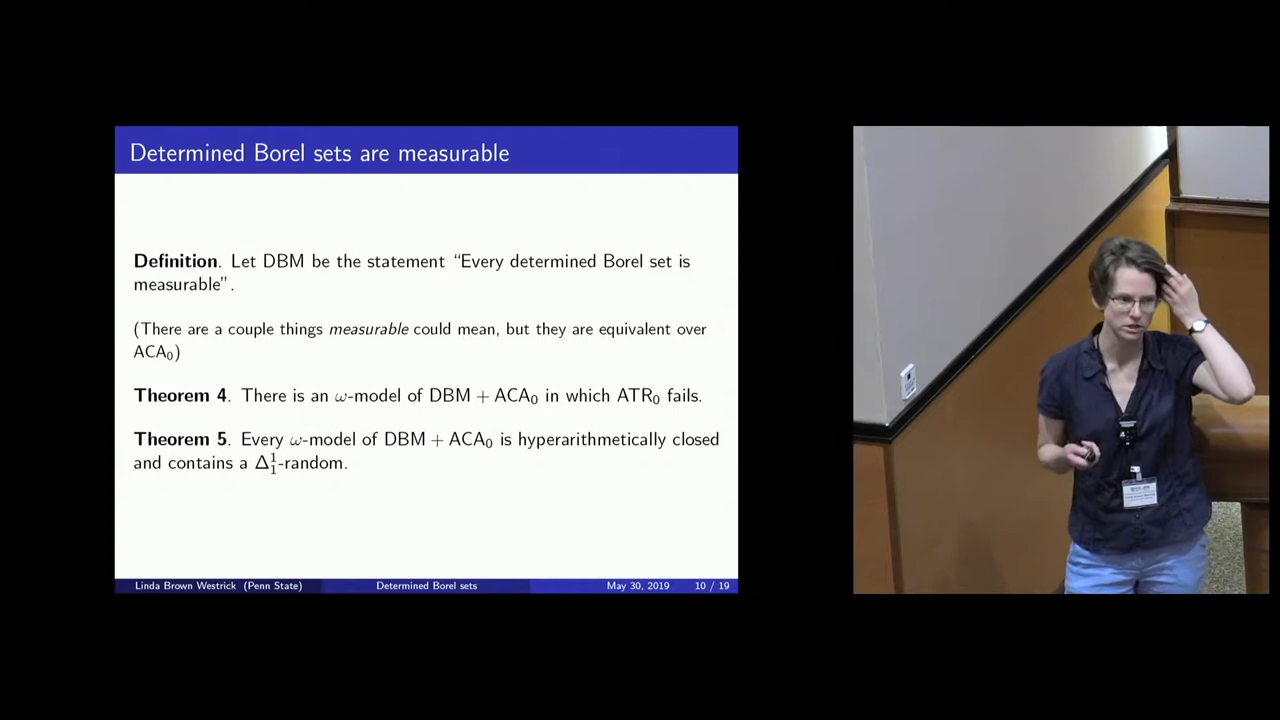 Determined Borel sets are measurable
Definition. Let DBM be the statement “Every determined Borel set is
measurable”.
(There are a couple things measurable could mean, but they are equivalent over
ACA₀)
Theorem 4. There is an ω-model of DBM + ACA₀ in which ATR₀ fails.
Theorem 5. Every ω-model of DBM + ACA₀ is hyperarithmetically closed
and contains a Δ¹₁-random.
Linda Brown Westrick (Penn State) Determined Borel sets May 30, 2019 10 / 19